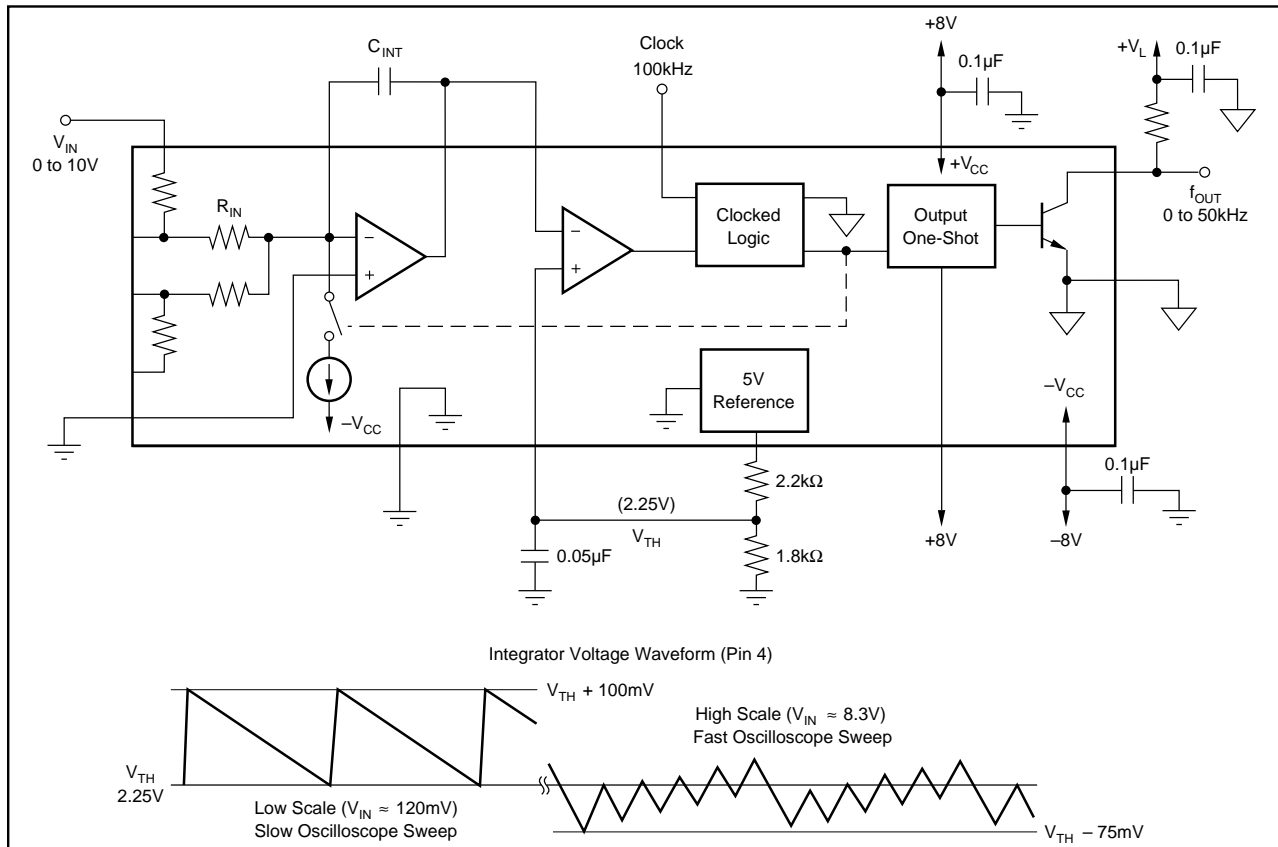 +8V
C_INT
Clock
100kHz
0.1µF
+V_L
0.1µF
V_IN
0 to 10V
R_IN
+V_CC
Clocked
Logic
Output
One-Shot
f_OUT
0 to 50kHz
–
+
–
+
5V
Reference
–V_CC
–V_CC
2.2kΩ
0.1µF
(2.25V)
V_TH
+8V
–8V
0.05µF
1.8kΩ
Integrator Voltage Waveform (Pin 4)
V_TH + 100mV
High Scale (V_IN ≈ 8.3V)
Fast Oscilloscope Sweep
V_TH
2.25V
Low Scale (V_IN ≈ 120mV)
Slow Oscilloscope Sweep
V_TH – 75mV